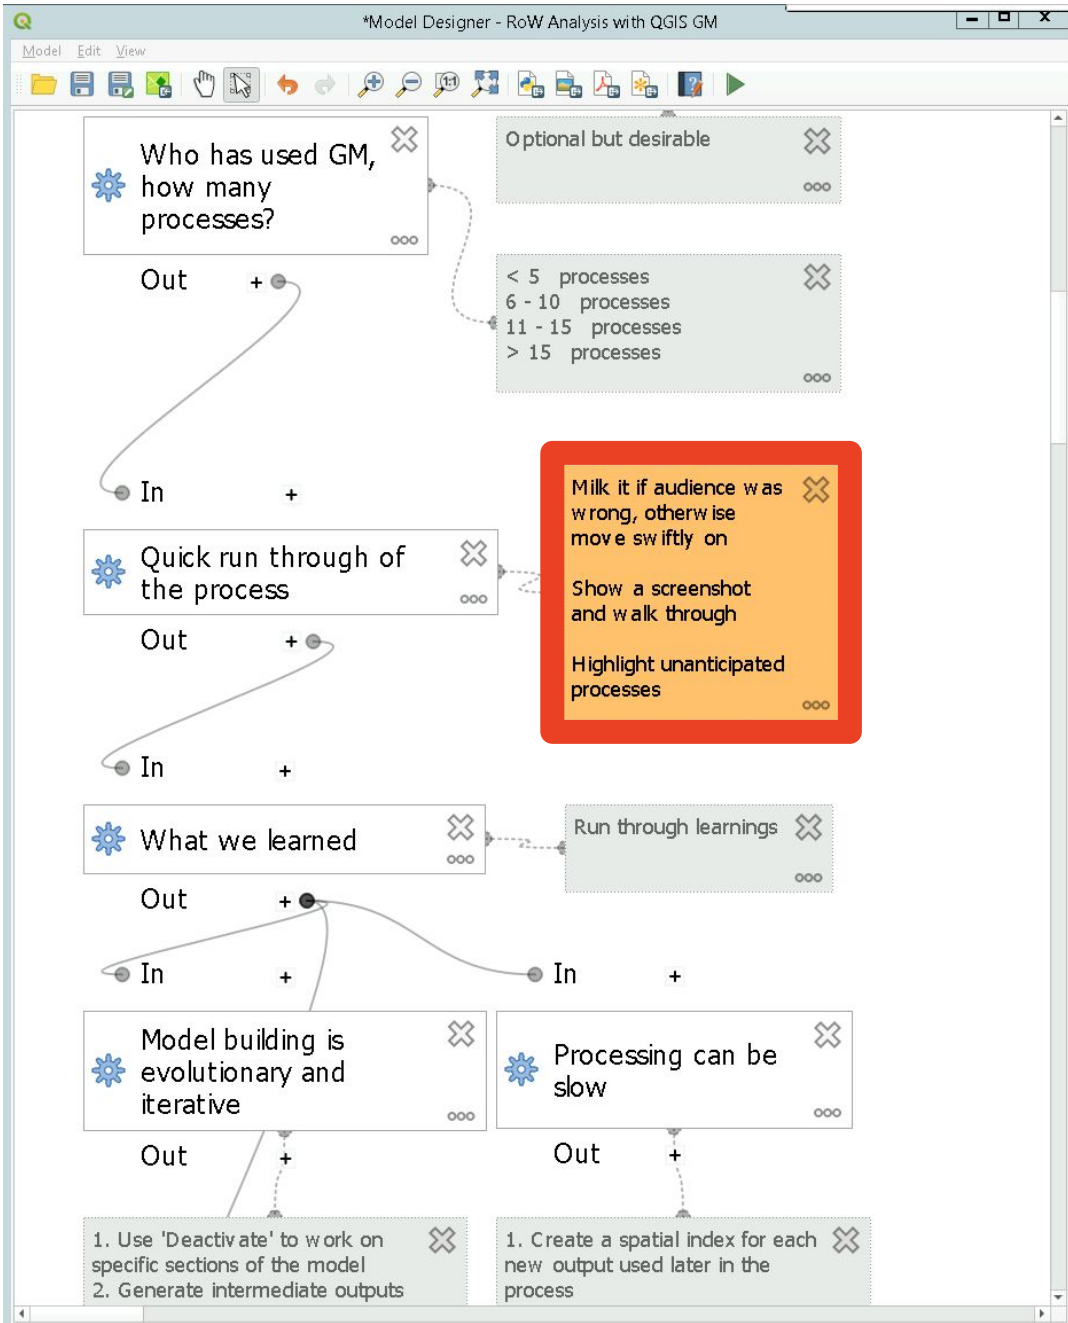 *Model Designer - RoW Analysis with QGIS GM
Model Edit View
Who has used GM,
how many
processes?
Optional but desirable
Out +
< 5 processes
6 - 10 processes
11 - 15 processes
> 15 processes
In +
Quick run through of
the process
Milk it if audience was
wrong, otherwise
move swiftly on
Show a screenshot
and walk through
Highlight unanticipated
processes
Out +
In +
What we learned
Run through learnings
Out +
In +
In +
Model building is
evolutionary and
iterative
Processing can be
slow
Out +
Out +
1. Use 'Deactivate' to work on
specific sections of the model
2. Generate intermediate outputs
1. Create a spatial index for each
new output used later in the
process